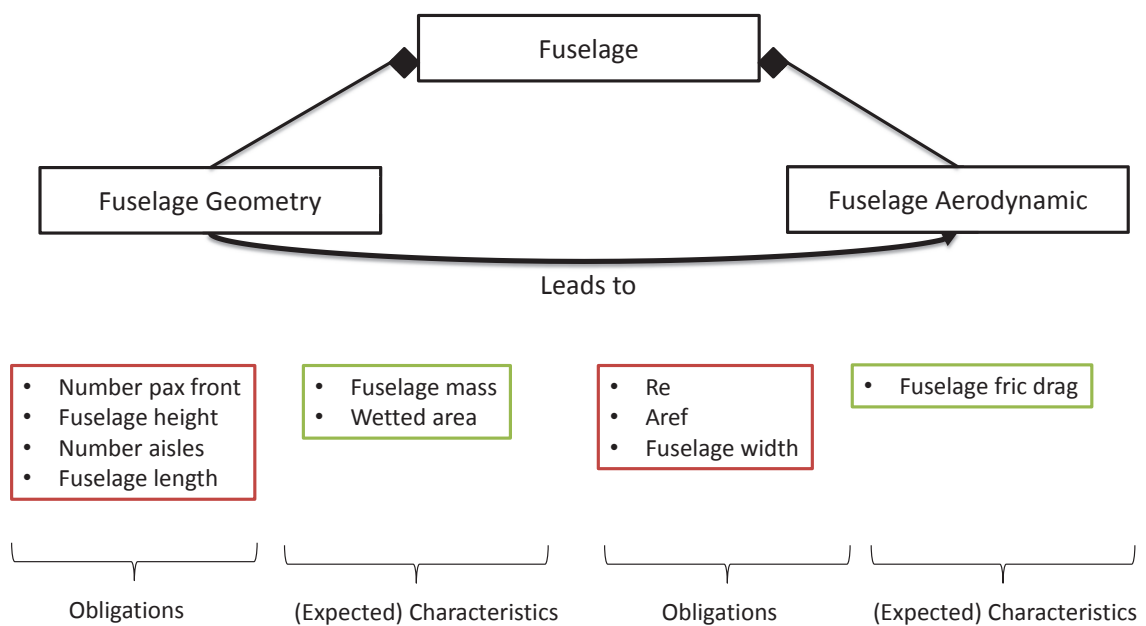 Fuselage
Fuselage Geometry
Fuselage Aerodynamic
Leads to
• Number pax front
• Fuselage height
• Number aisles
• Fuselage length
• Fuselage mass
• Wetted area
• Re
• Aref
• Fuselage width
• Fuselage fric drag
Obligations
(Expected) Characteristics
Obligations
(Expected) Characteristics